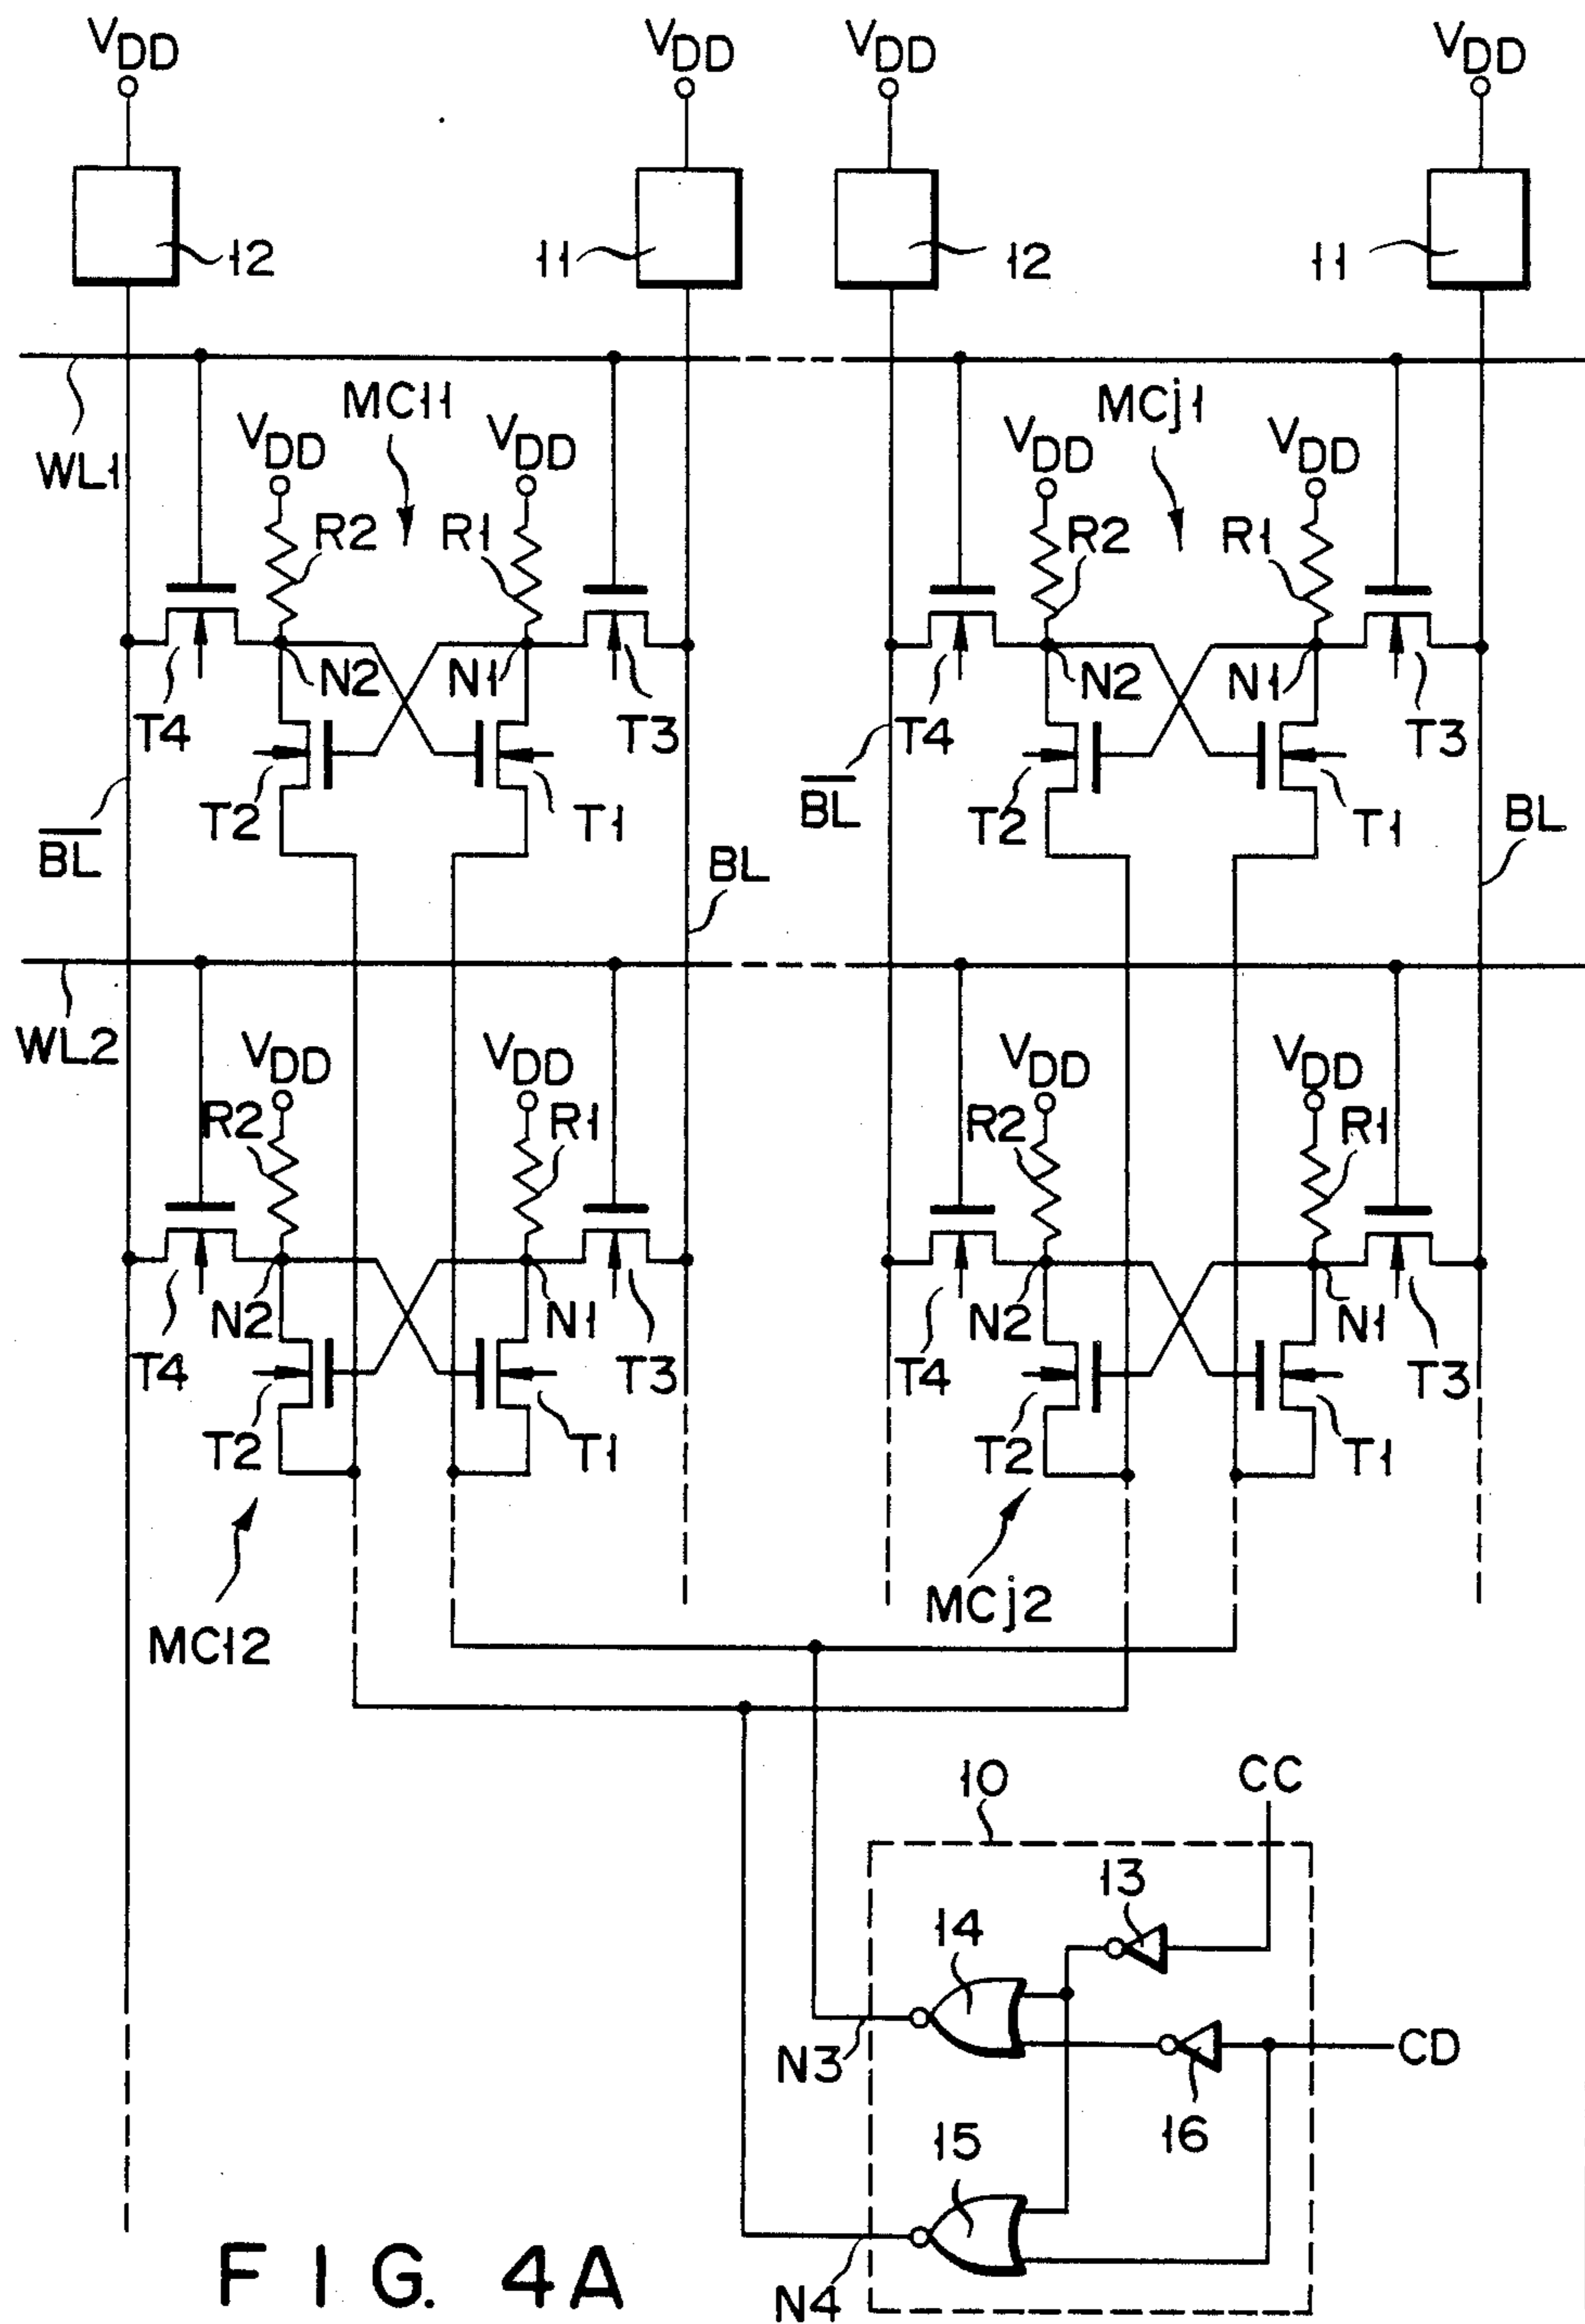 VDD VDD VDD VDD
12 11 12 11
MC11 MCj1
WL1 VDD VDD VDD VDD
R2 R1 R2 R1
N2 N1 N2 N1
T4 T3 T4 T3
T2 T1 T2 T1
B̅L̅ B̅L̅ BL
BL
WL2 VDD VDD VDD VDD
R2 R1 R2 R1
N2 N1 N2 N1
T4 T3 T4 T3
T2 T1 T2 T1
MC12 MCj2
10 CC
13
14
N3 CD
16
15
N4
FIG. 4A